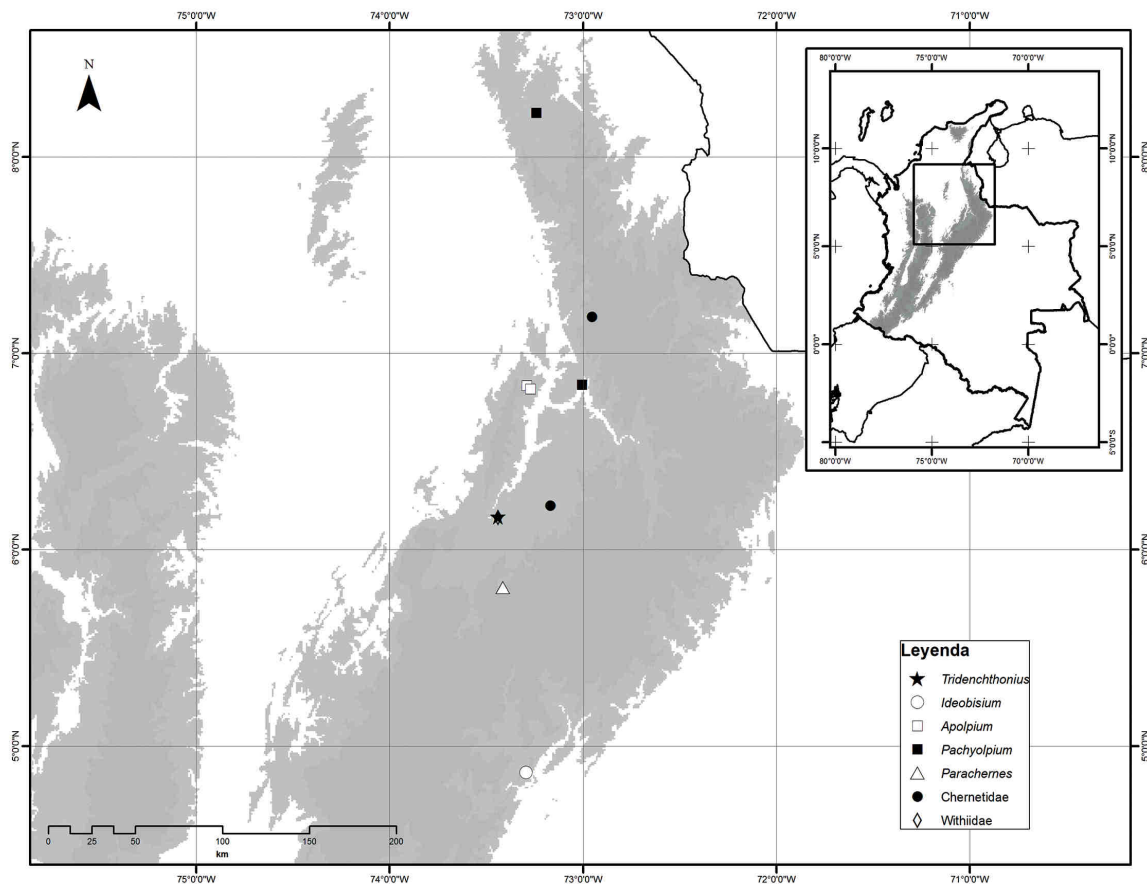 75°0'0"W 74°0'0"W 73°0'0"W 72°0'0"W 71°0'0"W
N
8°0'0"N
7°0'0"N
6°0'0"N
5°0'0"N
8°0'0"N
7°0'0"N
6°0'0"N
5°0'0"N
80°0'0"W 75°0'0"W 70°0'0"W
10°0'0"N
5°0'0"N
0°0'0"N
5°0'0"S
10°0'0"N
5°0'0"N
0°0'0"N
5°0'0"S
80°0'0"W 75°0'0"W 70°0'0"W
Leyenda
Tridenchthonius
Ideobisium
Apolpium
Pachyolpium
Parachernes
Chernetidae
Withiidae
0 25 50 100 150 200
km
75°0'0"W 74°0'0"W 73°0'0"W 72°0'0"W 71°0'0"W